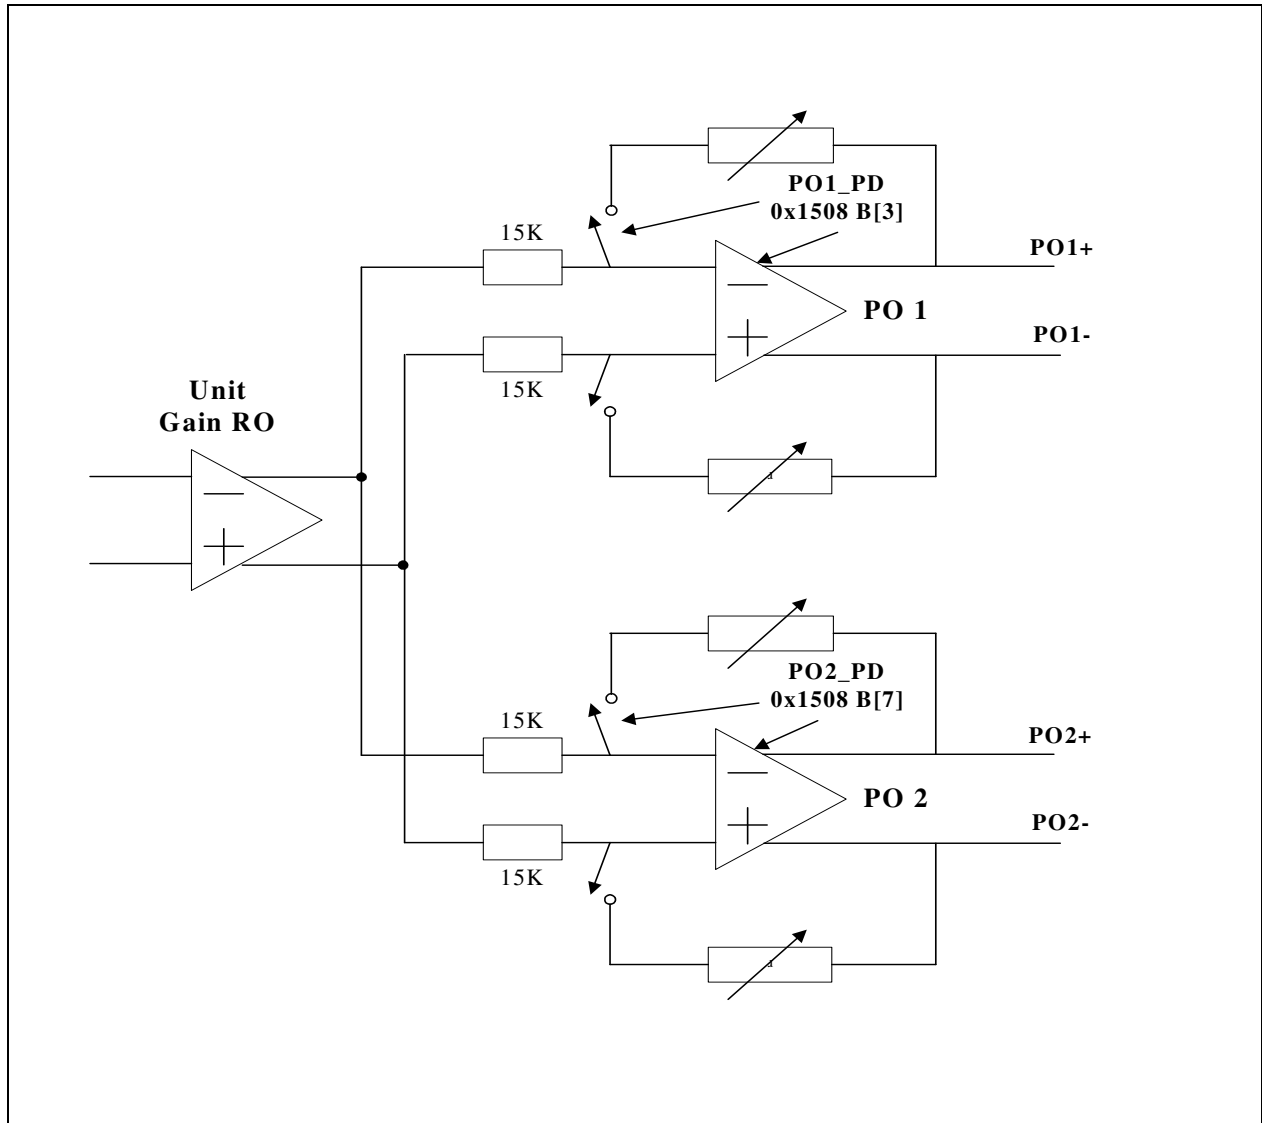 PO1_PD
0x1508 B[3]
15K
PO1+
PO 1
PO1-
15K
Unit
Gain RO
PO2_PD
0x1508 B[7]
15K
PO2+
PO 2
PO2-
15K